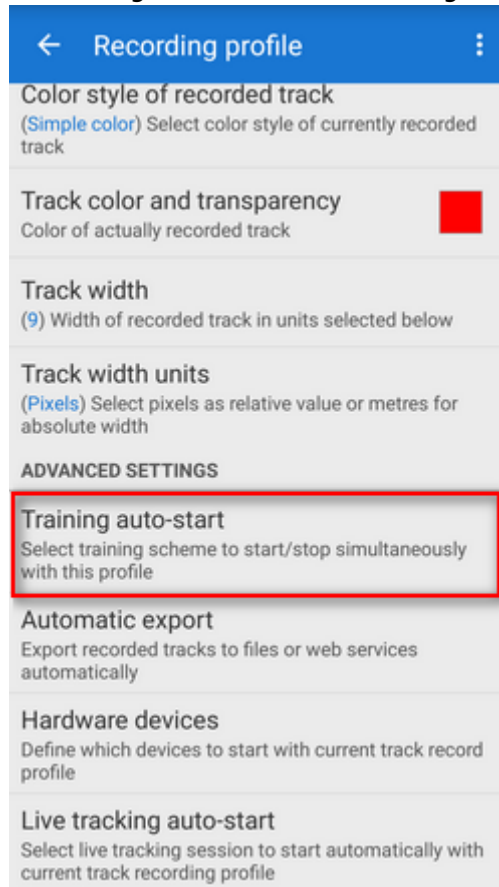 Recording profile
Color style of recorded track
(Simple color) Select color style of currently recorded
track
Track color and transparency
Color of actually recorded track
Track width
(9) Width of recorded track in units selected below
Track width units
(Pixels) Select pixels as relative value or metres for
absolute width
ADVANCED SETTINGS
Training auto-start
Select training scheme to start/stop simultaneously
with this profile
Automatic export
Export recorded tracks to files or web services
automatically
Hardware devices
Define which devices to start with current track record
profile
Live tracking auto-start
Select live tracking session to start automatically with
current track recording profile